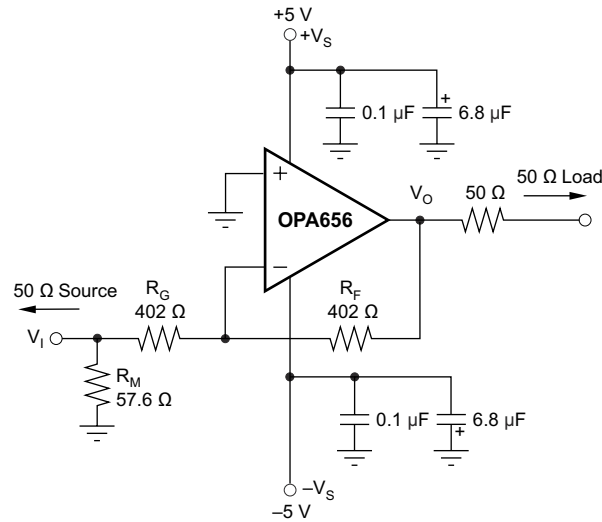 +5 V
+V_S
+
0.1 µF
6.8 µF
+
−
OPA656
V_O
50 Ω
50 Ω Load
50 Ω Source
R_G
402 Ω
R_F
402 Ω
V_I
R_M
57.6 Ω
0.1 µF
6.8 µF
+
−V_S
−5 V